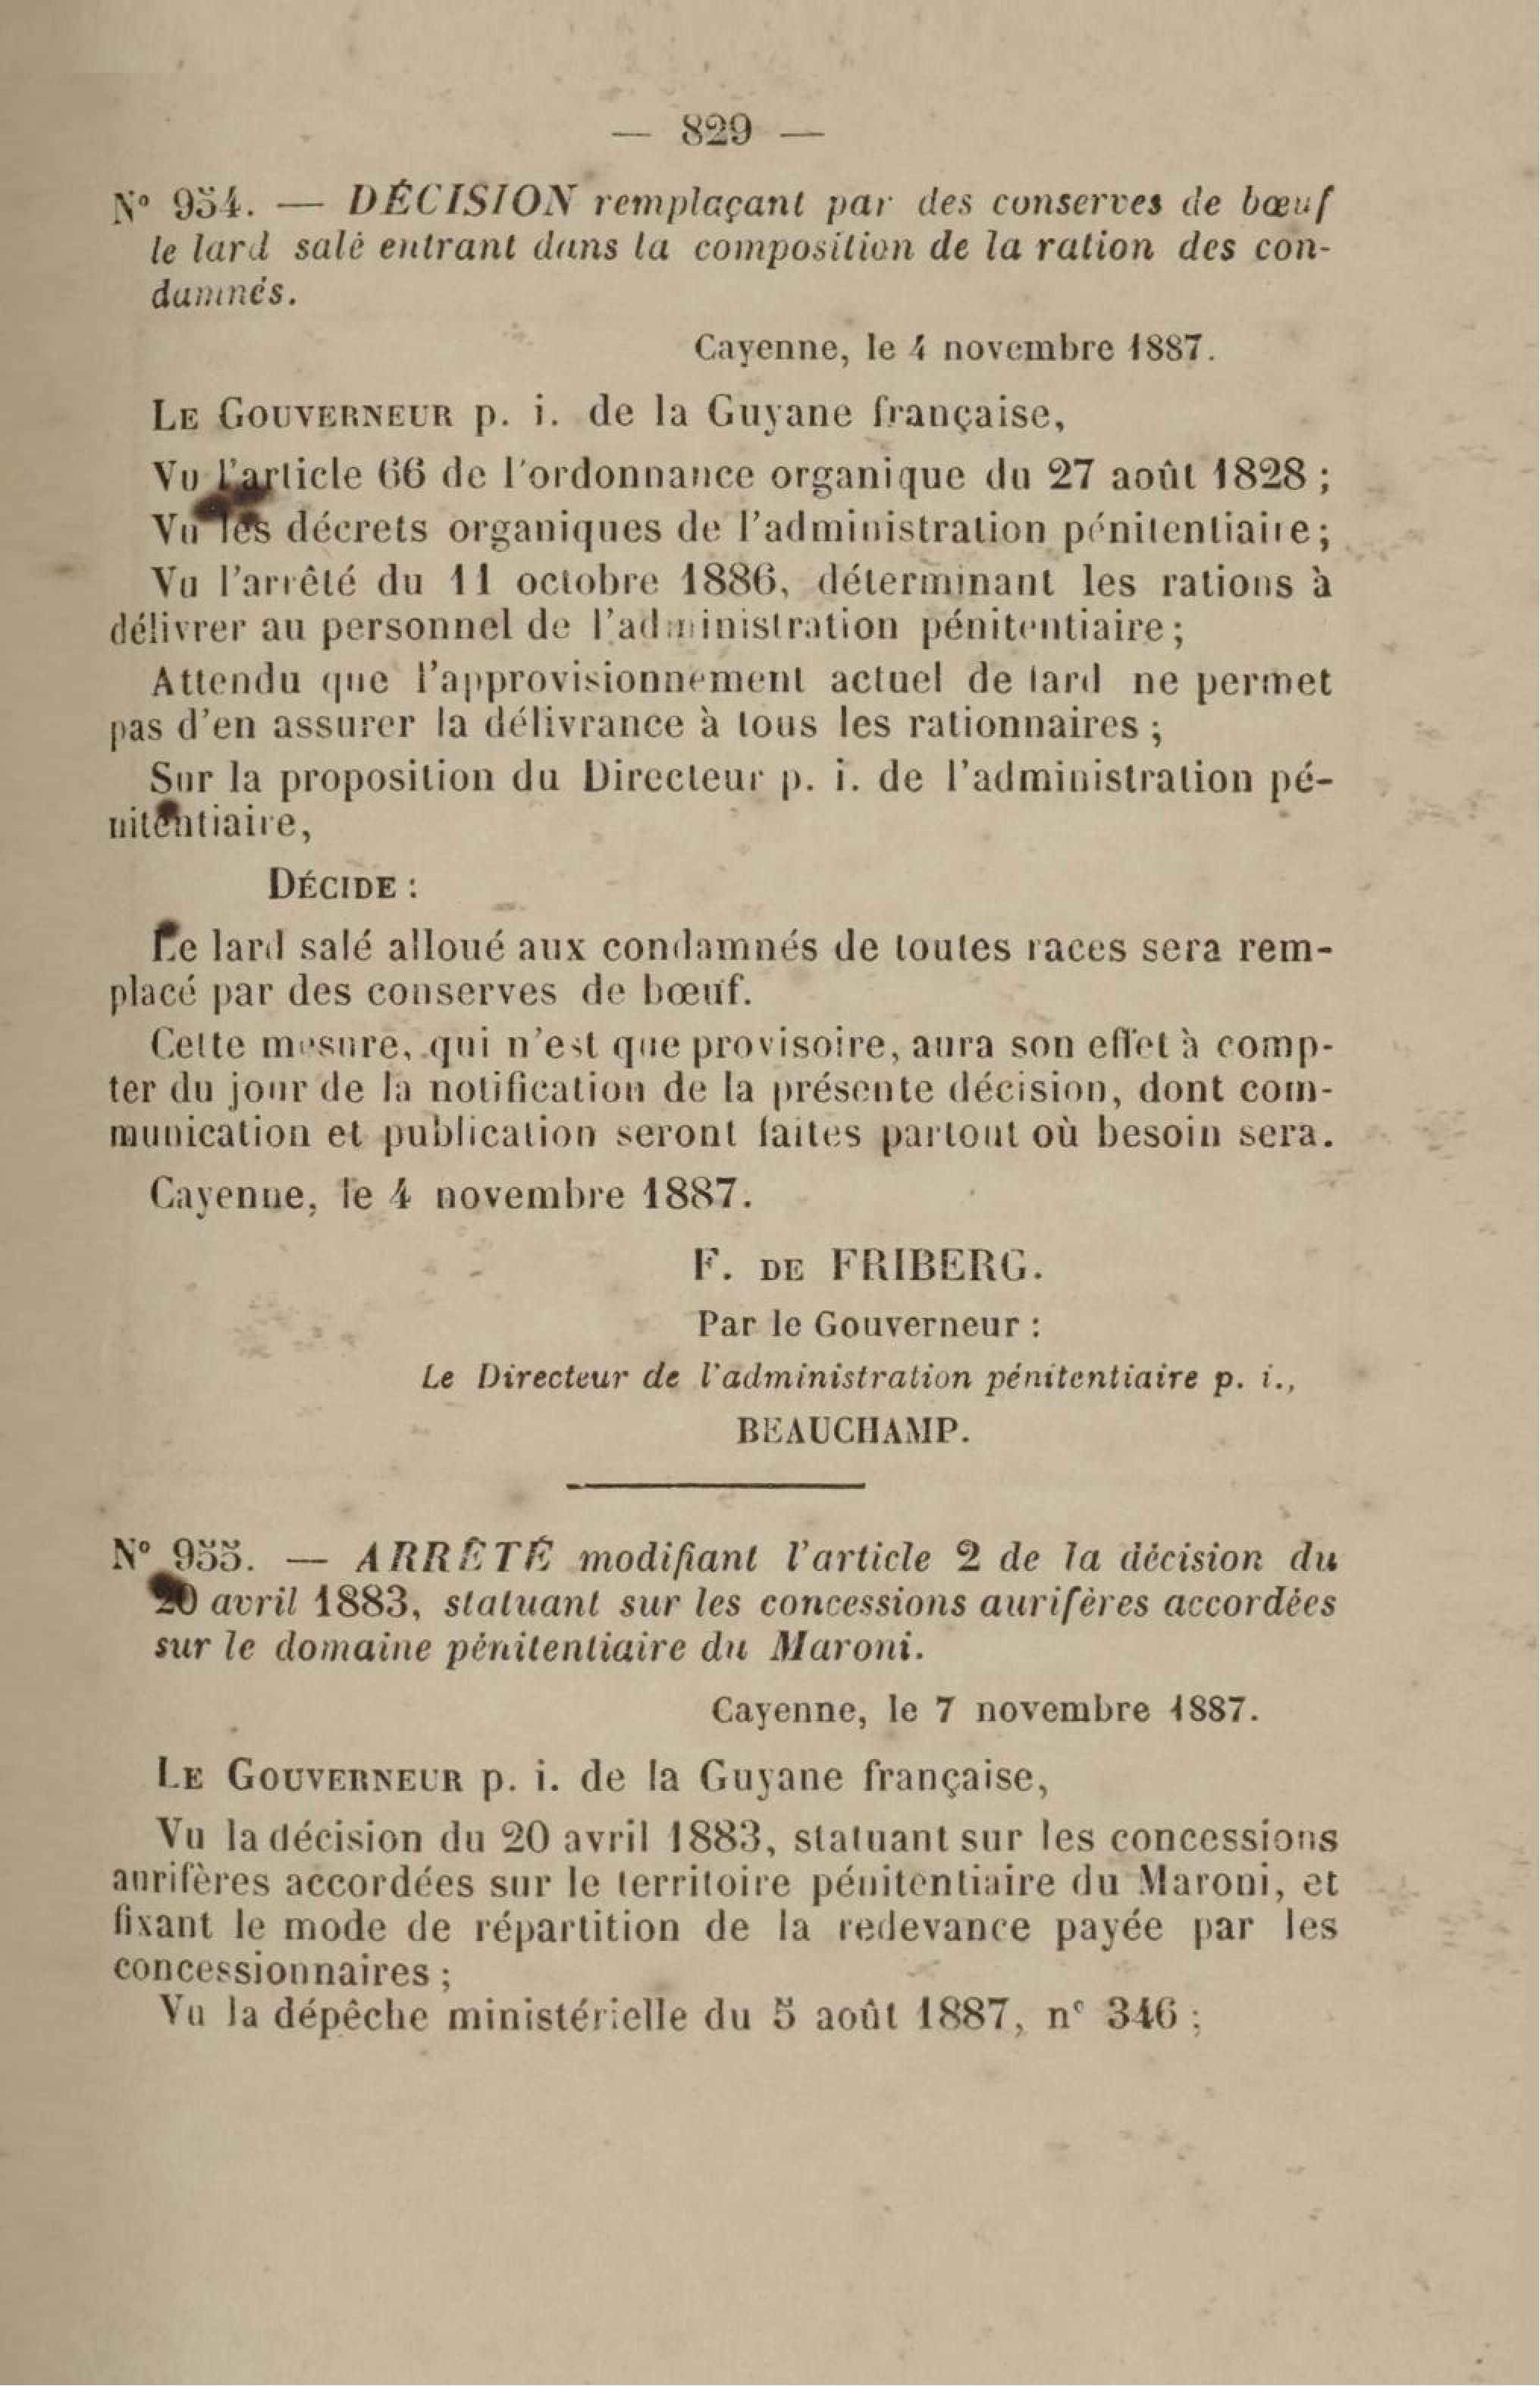 — 829 —
N° 954. — DÉCISION remplaçant par des conserves de bœuf
le lard salé entrant dans la composition de la ration des con-
damnés.
Cayenne, le 4 novembre 1887.
LE GOUVERNEUR p. i. de la Guyane française,
Vu l'article 66 de l'ordonnance organique du 27 août 1828 ;
Vu les décrets organiques de l'administration pénitentiaire ;
Vu l'arrêté du 11 octobre 1886, déterminant les rations à
délivrer au personnel de l'administration pénitentiaire ;
Attendu que l'approvisionnement actuel de lard ne permet
pas d'en assurer la délivrance à tous les rationnaires ;
Sur la proposition du Directeur p. i. de l'administration pé-
nitentiaire,
DÉCIDE :
Le lard salé alloué aux condamnés de toutes races sera rem-
placé par des conserves de bœuf.
Cette mesure, qui n'est que provisoire, aura son effet à comp-
ter du jour de la notification de la présente décision, dont com-
munication et publication seront faites partout où besoin sera.
Cayenne, le 4 novembre 1887.
F. DE FRIBERG.
Par le Gouverneur :
Le Directeur de l'administration pénitentiaire p. i.,
BEAUCHAMP.
N° 955. — ARRÊTÉ modifiant l'article 2 de la décision du
20 avril 1883, statuant sur les concessions aurifères accordées
sur le domaine pénitentiaire du Maroni.
Cayenne, le 7 novembre 1887.
LE GOUVERNEUR p. i. de la Guyane française,
Vu la décision du 20 avril 1883, statuant sur les concessions
aurifères accordées sur le territoire pénitentiaire du Maroni, et
fixant le mode de répartition de la redevance payée par les
concessionnaires ;
Vu la dépêche ministérielle du 5 août 1887, n° 346 ;